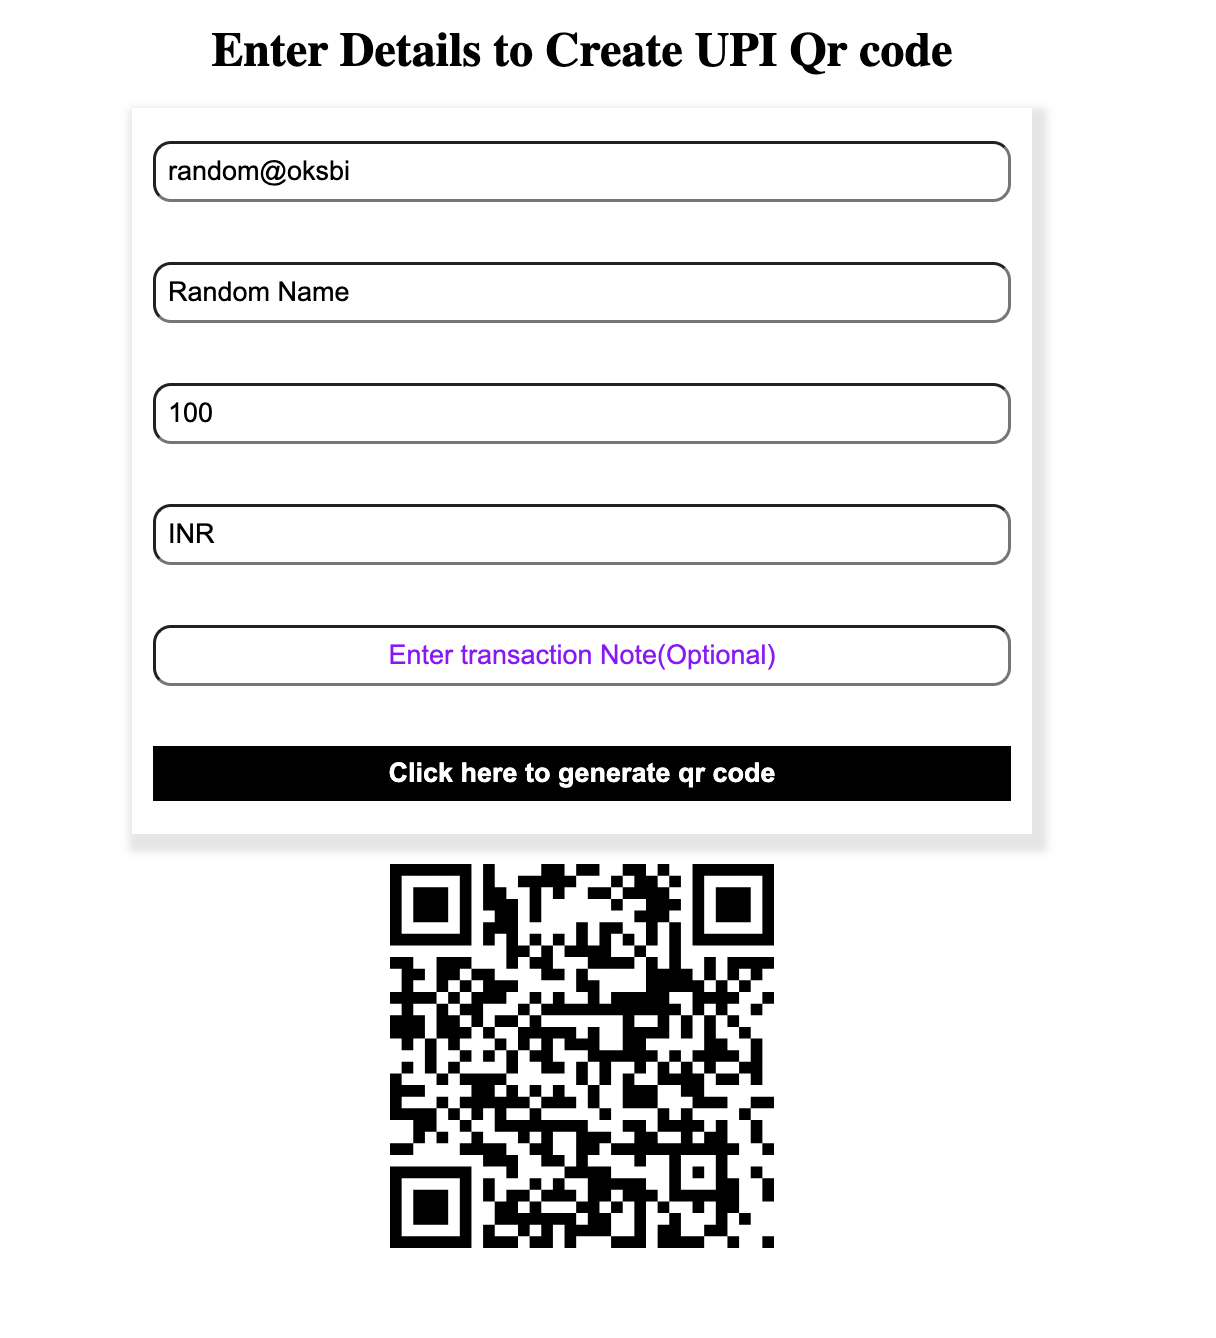 Enter Details to Create UPI Qr code
random@oksbi
Random Name
100
INR
Enter transaction Note(Optional)
Click here to generate qr code